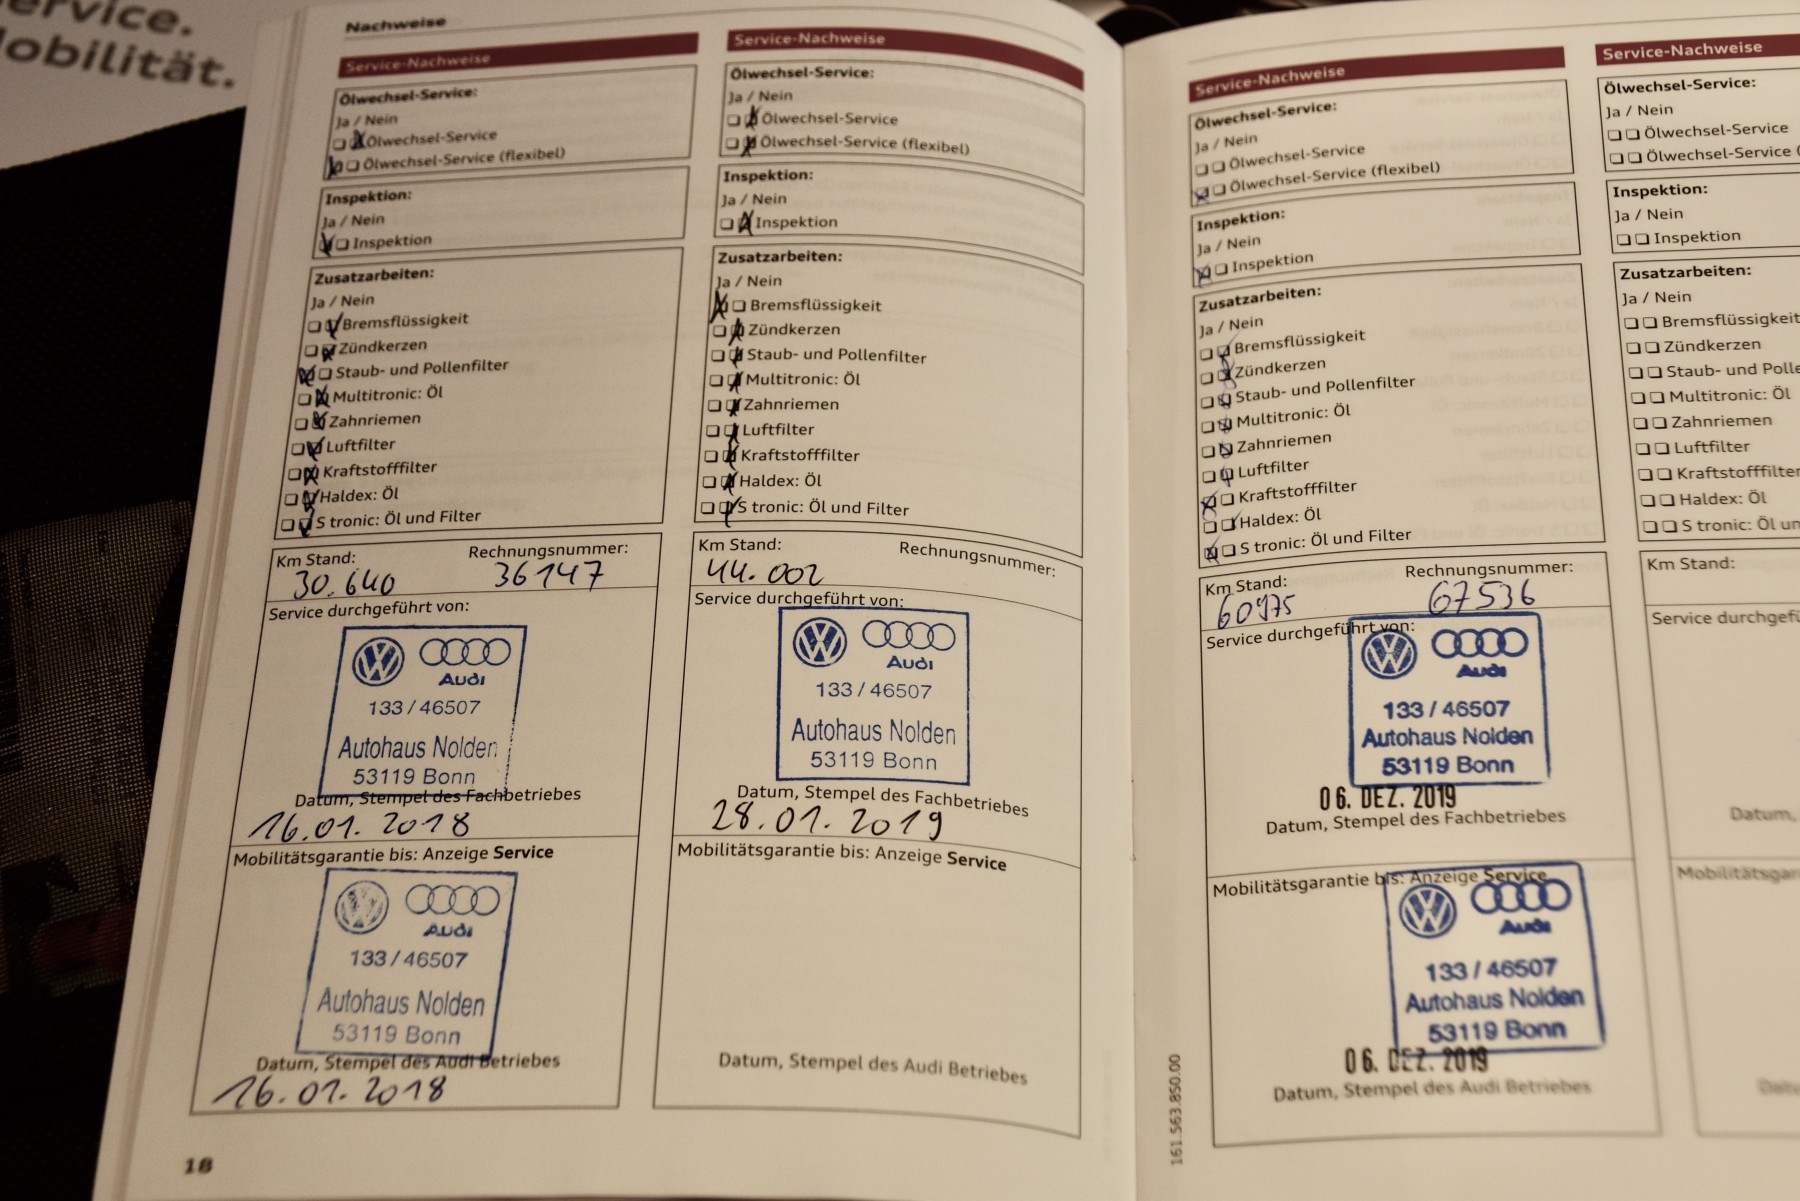 ervice.
obilität.
Nachweise
Service-Nachweise
Ölwechsel-Service:
Ja / Nein
Ölwechsel-Service
Ölwechsel-Service (flexibel)
Inspektion:
Ja / Nein
Inspektion
Zusatzarbeiten:
Ja / Nein
Bremsflüssigkeit
Zündkerzen
Staub- und Pollenfilter
Multitronic: Öl
Zahnriemen
Luftfilter
Kraftstofffilter
Haldex: Öl
S tronic: Öl und Filter
Km Stand: Rechnungsnummer:
30.640 36147
Service durchgeführt von:
Audi
133 / 46507
Autohaus Nolden
53119 Bonn
Datum, Stempel des Fachbetriebes
16.01.2018
Mobilitätsgarantie bis: Anzeige Service
Audi
133 / 46507
Autohaus Nolden
53119 Bonn
Datum, Stempel des Audi Betriebes
16.01.2018
18
Service-Nachweise
Ölwechsel-Service:
Ja / Nein
Ölwechsel-Service
Ölwechsel-Service (flexibel)
Inspektion:
Ja / Nein
Inspektion
Zusatzarbeiten:
Ja / Nein
Bremsflüssigkeit
Zündkerzen
Staub- und Pollenfilter
Multitronic: Öl
Zahnriemen
Luftfilter
Kraftstofffilter
Haldex: Öl
S tronic: Öl und Filter
Km Stand: Rechnungsnummer:
44.002
Service durchgeführt von:
Audi
133 / 46507
Autohaus Nolden
53119 Bonn
Datum, Stempel des Fachbetriebes
28.01.2019
Mobilitätsgarantie bis: Anzeige Service
Datum, Stempel des Audi Betriebes
161.563.850.00
Service-Nachweise
Ölwechsel-Service:
Ja / Nein
Ölwechsel-Service
Ölwechsel-Service (flexibel)
Inspektion:
Ja / Nein
Inspektion
Zusatzarbeiten:
Ja / Nein
Bremsflüssigkeit
Zündkerzen
Staub- und Pollenfilter
Multitronic: Öl
Zahnriemen
Luftfilter
Kraftstofffilter
Haldex: Öl
S tronic: Öl und Filter
Km Stand: Rechnungsnummer:
60975 67536
Service durchgeführt von:
Audi
133 / 46507
Autohaus Nolden
53119 Bonn
06. DEZ. 2019
Datum, Stempel des Fachbetriebes
Mobilitätsgarantie bis: Anzeige Service
Audi
133 / 46507
Autohaus Nolden
53119 Bonn
06. DEZ. 2019
Datum, Stempel des Audi Betriebes
Service-Nachweise
Ölwechsel-Service:
Ja / Nein
Ölwechsel-Service
Ölwechsel-Service (
Inspektion:
Ja / Nein
Inspektion
Zusatzarbeiten:
Ja / Nein
Bremsflüssigkeit
Zündkerzen
Staub- und Polle
Multitronic: Öl
Zahnriemen
Luftfilter
Kraftstofffilter
Haldex: Öl
S tronic: Öl un
Km Stand:
Service durchgefü
Datum,
Mobilitätsgaran